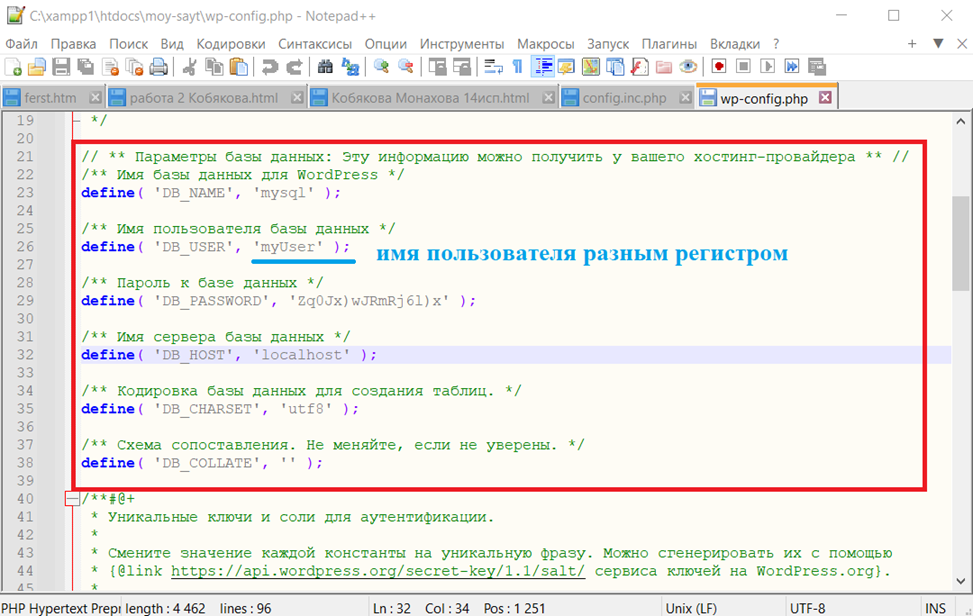 C:\xampp1\htdocs\moy-sayt\wp-config.php - Notepad++
Файл Правка Поиск Вид Кодировки Синтаксисы Опции Инструменты Макросы Запуск Плагины Вкладки ?
ferst.htm работа 2 Кобякова.html Кобякова Монахова 14исп.html config.inc.php wp-config.php
19 */
20
21 // ** Параметры базы данных: Эту информацию можно получить у вашего хостинг-провайдера ** //
22 /** Имя базы данных для WordPress */
23 define( 'DB_NAME', 'mysql' );
24
25 /** Имя пользователя базы данных */
26 define( 'DB_USER', 'myUser' ); имя пользователя разным регистром
27
28 /** Пароль к базе данных */
29 define( 'DB_PASSWORD', 'Zq0Jx)wJRmRj6l)x' );
30
31 /** Имя сервера базы данных */
32 define( 'DB_HOST', 'localhost' );
33
34 /** Кодировка базы данных для создания таблиц. */
35 define( 'DB_CHARSET', 'utf8' );
36
37 /** Схема сопоставления. Не меняйте, если не уверены. */
38 define( 'DB_COLLATE', '' );
39
40 /**#@+
41 * Уникальные ключи и соли для аутентификации.
42 *
43 * Смените значение каждой константы на уникальную фразу. Можно сгенерировать их с помощью
44 * {@link https://api.wordpress.org/secret-key/1.1/salt/ сервиса ключей на WordPress.org}.
45 *
PHP Hypertext Prepr length : 4 462 lines : 96 Ln : 32 Col : 34 Pos : 1 251 Unix (LF) UTF-8 INS